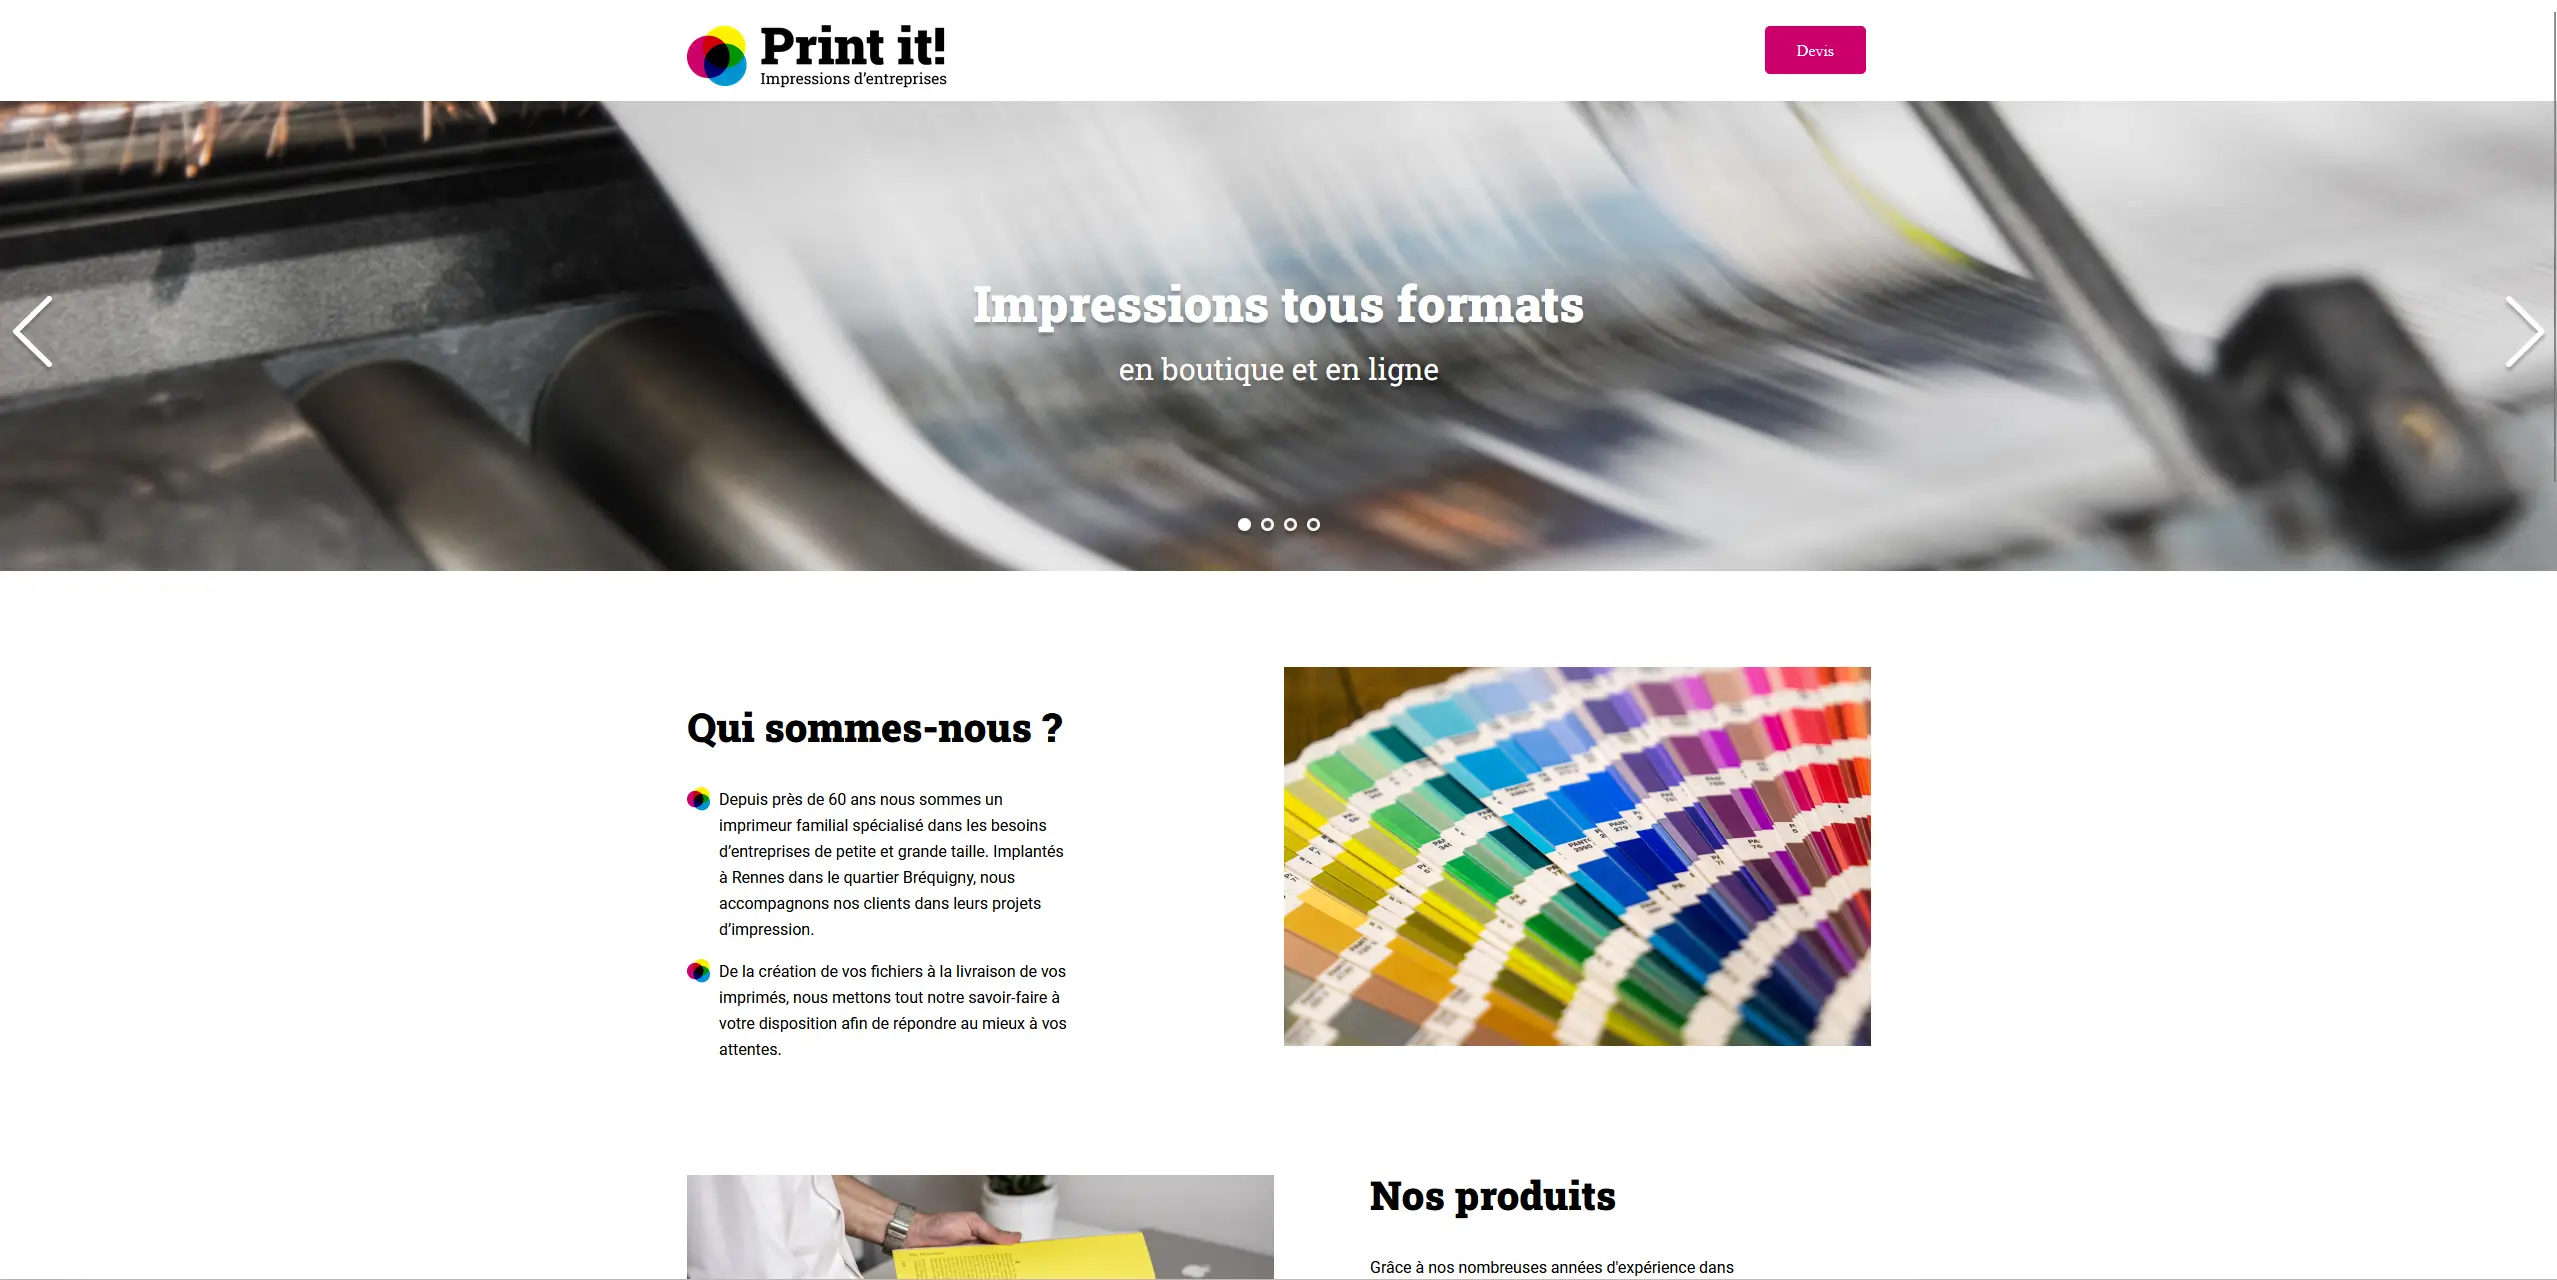 Print it!
Impressions d'entreprises
Devis
Impressions tous formats
en boutique et en ligne
Qui sommes-nous ?
Depuis près de 60 ans nous sommes un
imprimeur familial spécialisé dans les besoins
d'entreprises de petite et grande taille. Implantés
à Rennes dans le quartier Bréquigny, nous
accompagnons nos clients dans leurs projets
d'impression.
De la création de vos fichiers à la livraison de vos
imprimés, nous mettons tout notre savoir-faire à
votre disposition afin de répondre au mieux à vos
attentes.
Nos produits
Grâce à nos nombreuses années d'expérience dans